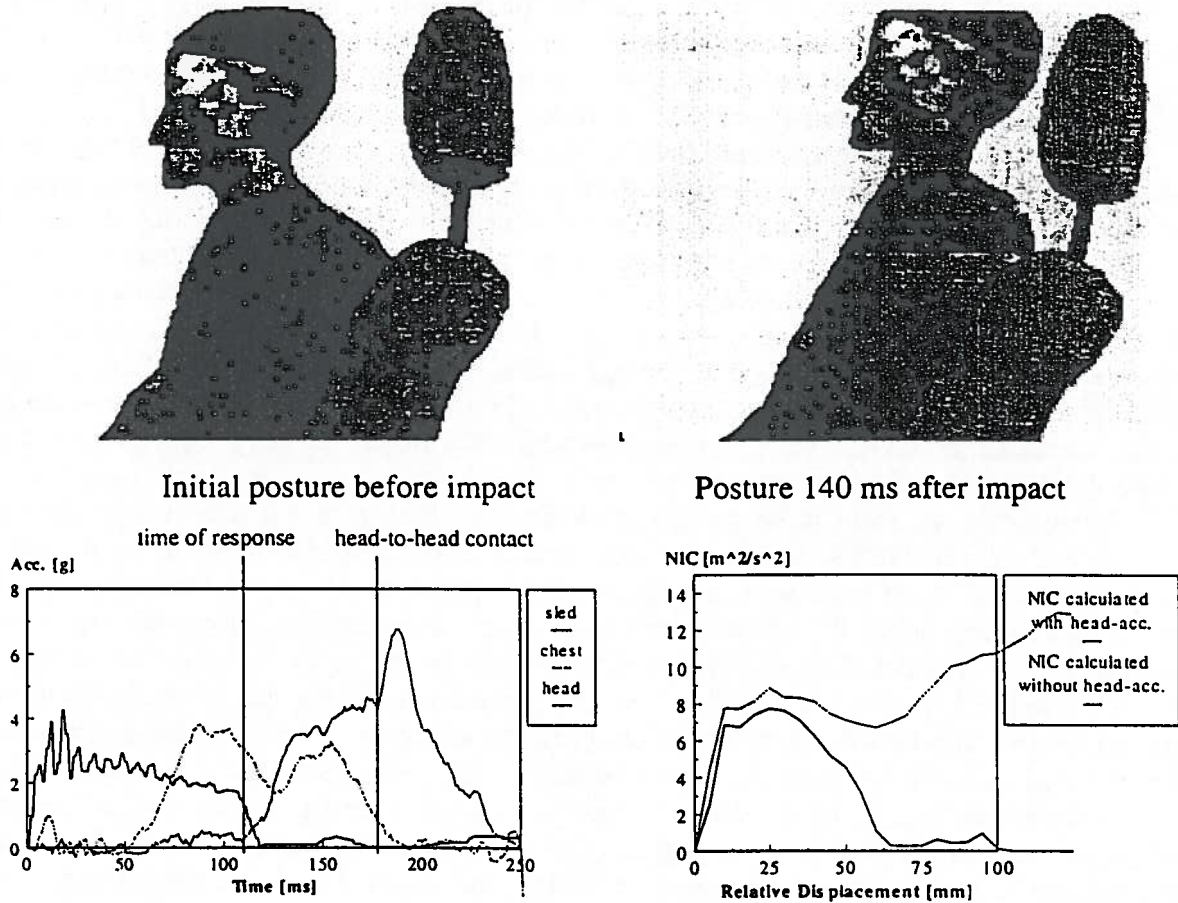 Initial posture before impact
Posture 140 ms after impact
Time of response
head-to-head contact
Acc. [g]
8
6
4
2
0
0
50
100
150
200
250
Time [ms]
sled
chest
head
NIC [m^2/s^2]
14
12
10
8
6
4
2
0
0
25
50
75
100
Relative Displacement [mm]
NIC calculated
with head-acc.
NIC calculated
without head-acc.